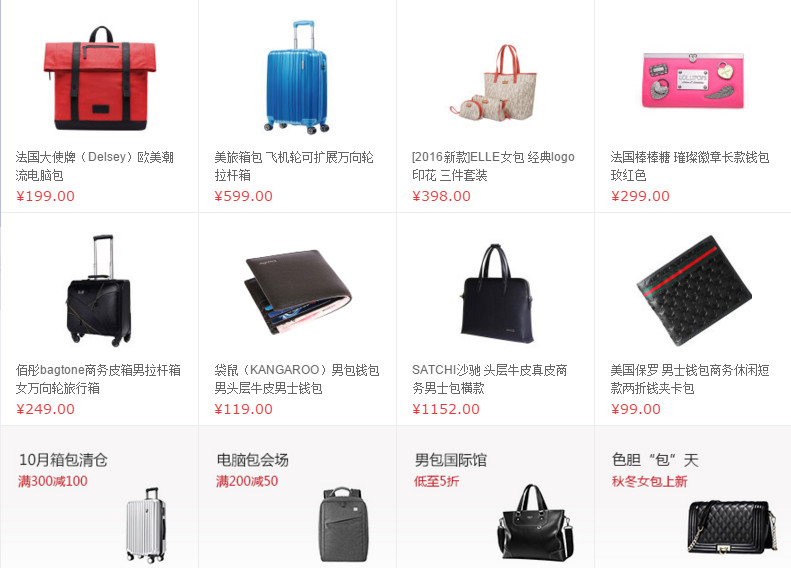 LOLLIPOPS
法国大使牌（Delsey）欧美潮
流电脑包
¥199.00
美旅箱包 飞机轮可扩展万向轮
拉杆箱
¥599.00
[2016新款]ELLE女包 经典logo
印花 三件套装
¥398.00
法国棒棒糖 璀璨徽章长款钱包
玫红色
¥299.00
佰彤bagtone商务皮箱男拉杆箱
女万向轮旅行箱
¥249.00
袋鼠（KANGAROO）男包钱包
男头层牛皮男士钱包
¥119.00
SATCHI沙驰 头层牛皮真皮商
务男士包横款
¥1152.00
美国保罗 男士钱包商务休闲短
款两折钱夹卡包
¥99.00
10月箱包清仓
满300减100
电脑包会场
满200减50
男包国际馆
低至5折
色胆“包”天
秋冬女包上新